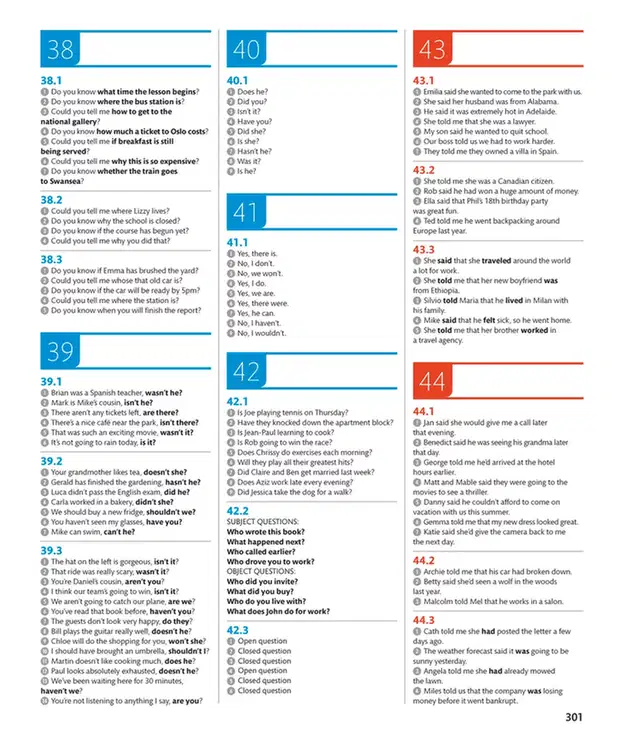 38
38.1
1 Do you know what time the lesson begins?
2 Do you know where the bus station is?
3 Could you tell me how to get to the
national gallery?
4 Do you know how much a ticket to Oslo costs?
5 Could you tell me if breakfast is still
being served?
6 Could you tell me why this is so expensive?
7 Do you know whether the train goes
to Swansea?
38.2
1 Could you tell me where Lizzy lives?
2 Do you know why the school is closed?
3 Do you know if the course has begun yet?
4 Could you tell me why you did that?
38.3
1 Do you know if Emma has brushed the yard?
2 Could you tell me whose that old car is?
3 Do you know if the car will be ready by 5pm?
4 Could you tell me where the station is?
5 Do you know when you will finish the report?
39
39.1
1 Brian was a Spanish teacher, wasn't he?
2 Mark is Mike's cousin, isn't he?
3 There aren't any tickets left, are there?
4 There's a nice café near the park, isn't there?
5 That was such an exciting movie, wasn't it?
6 It's not going to rain today, is it?
39.2
1 Your grandmother likes tea, doesn't she?
2 Gerald has finished the gardening, hasn't he?
3 Luca didn't pass the English exam, did he?
4 Carla worked in a bakery, didn't she?
5 We should buy a new fridge, shouldn't we?
6 You haven't seen my glasses, have you?
7 Mike can swim, can't he?
39.3
1 The hat on the left is gorgeous, isn't it?
2 That ride was really scary, wasn't it?
3 You're Daniel's cousin, aren't you?
4 I think our team's going to win, isn't it?
5 We aren't going to catch our plane, are we?
6 You've read that book before, haven't you?
7 The guests don't look very happy, do they?
8 Bill plays the guitar really well, doesn't he?
9 Chloe will do the shopping for you, won't she?
10 I should have brought an umbrella, shouldn't I?
11 Martin doesn't like cooking much, does he?
12 Paul looks absolutely exhausted, doesn't he?
13 We've been waiting here for 30 minutes,
haven't we?
14 You're not listening to anything I say, are you?
40
40.1
1 Does he?
2 Did you?
3 Isn't it?
4 Have you?
5 Did she?
6 Is she?
7 Hasn't he?
8 Was it?
9 Is he?
41
41.1
1 Yes, there is.
2 No, I don't.
3 No, we won't.
4 Yes, I do.
5 Yes, we are.
6 Yes, there were.
7 Yes, he can.
8 No, I haven't.
9 No, I wouldn't.
42
42.1
1 Is Joe playing tennis on Thursday?
2 Have they knocked down the apartment block?
3 Is Jean-Paul learning to cook?
4 Is Rob going to win the race?
5 Does Chrissy do exercises each morning?
6 Will they play all their greatest hits?
7 Did Claire and Ben get married last week?
8 Does Aziz work late every evening?
9 Did Jessica take the dog for a walk?
42.2
SUBJECT QUESTIONS:
Who wrote this book?
What happened next?
Who called earlier?
Who drove you to work?
OBJECT QUESTIONS:
Who did you invite?
What did you buy?
Who do you live with?
What does John do for work?
42.3
1 Open question
2 Closed question
3 Closed question
4 Open question
5 Closed question
6 Closed question
43
43.1
1 Emilia said she wanted to come to the park with us.
2 She said her husband was from Alabama.
3 He said it was extremely hot in Adelaide.
4 She told me that she was a lawyer.
5 My son said he wanted to quit school.
6 Our boss told us we had to work harder.
7 They told me they owned a villa in Spain.
43.2
1 She told me she was a Canadian citizen.
2 Rob said he had won a huge amount of money.
3 Ella said that Phil's 18th birthday party
was great fun.
4 Ted told me he went backpacking around
Europe last year.
43.3
1 She said that she traveled around the world
a lot for work.
2 She told me that her new boyfriend was
from Ethiopia.
3 Silvio told Maria that he lived in Milan with
his family.
4 Mike said that he felt sick, so he went home.
5 She told me that her brother worked in
a travel agency.
44
44.1
1 Jan said she would give me a call later
that evening.
2 Benedict said he was seeing his grandma later
that day.
3 George told me he'd arrived at the hotel
hours earlier.
4 Matt and Mable said they were going to the
movies to see a thriller.
5 Danny said he couldn't afford to come on
vacation with us this summer.
6 Gemma told me that my new dress looked great.
7 Katie said she'd give the camera back to me
the next day.
44.2
1 Archie told me that his car had broken down.
2 Betty said she'd seen a wolf in the woods
last year.
3 Malcolm told Mel that he works in a salon.
44.3
1 Cath told me she had posted the letter a few
days ago.
2 The weather forecast said it was going to be
sunny yesterday.
3 Angela told me she had already mowed
the lawn.
4 Miles told us that the company was losing
money before it went bankrupt.
301